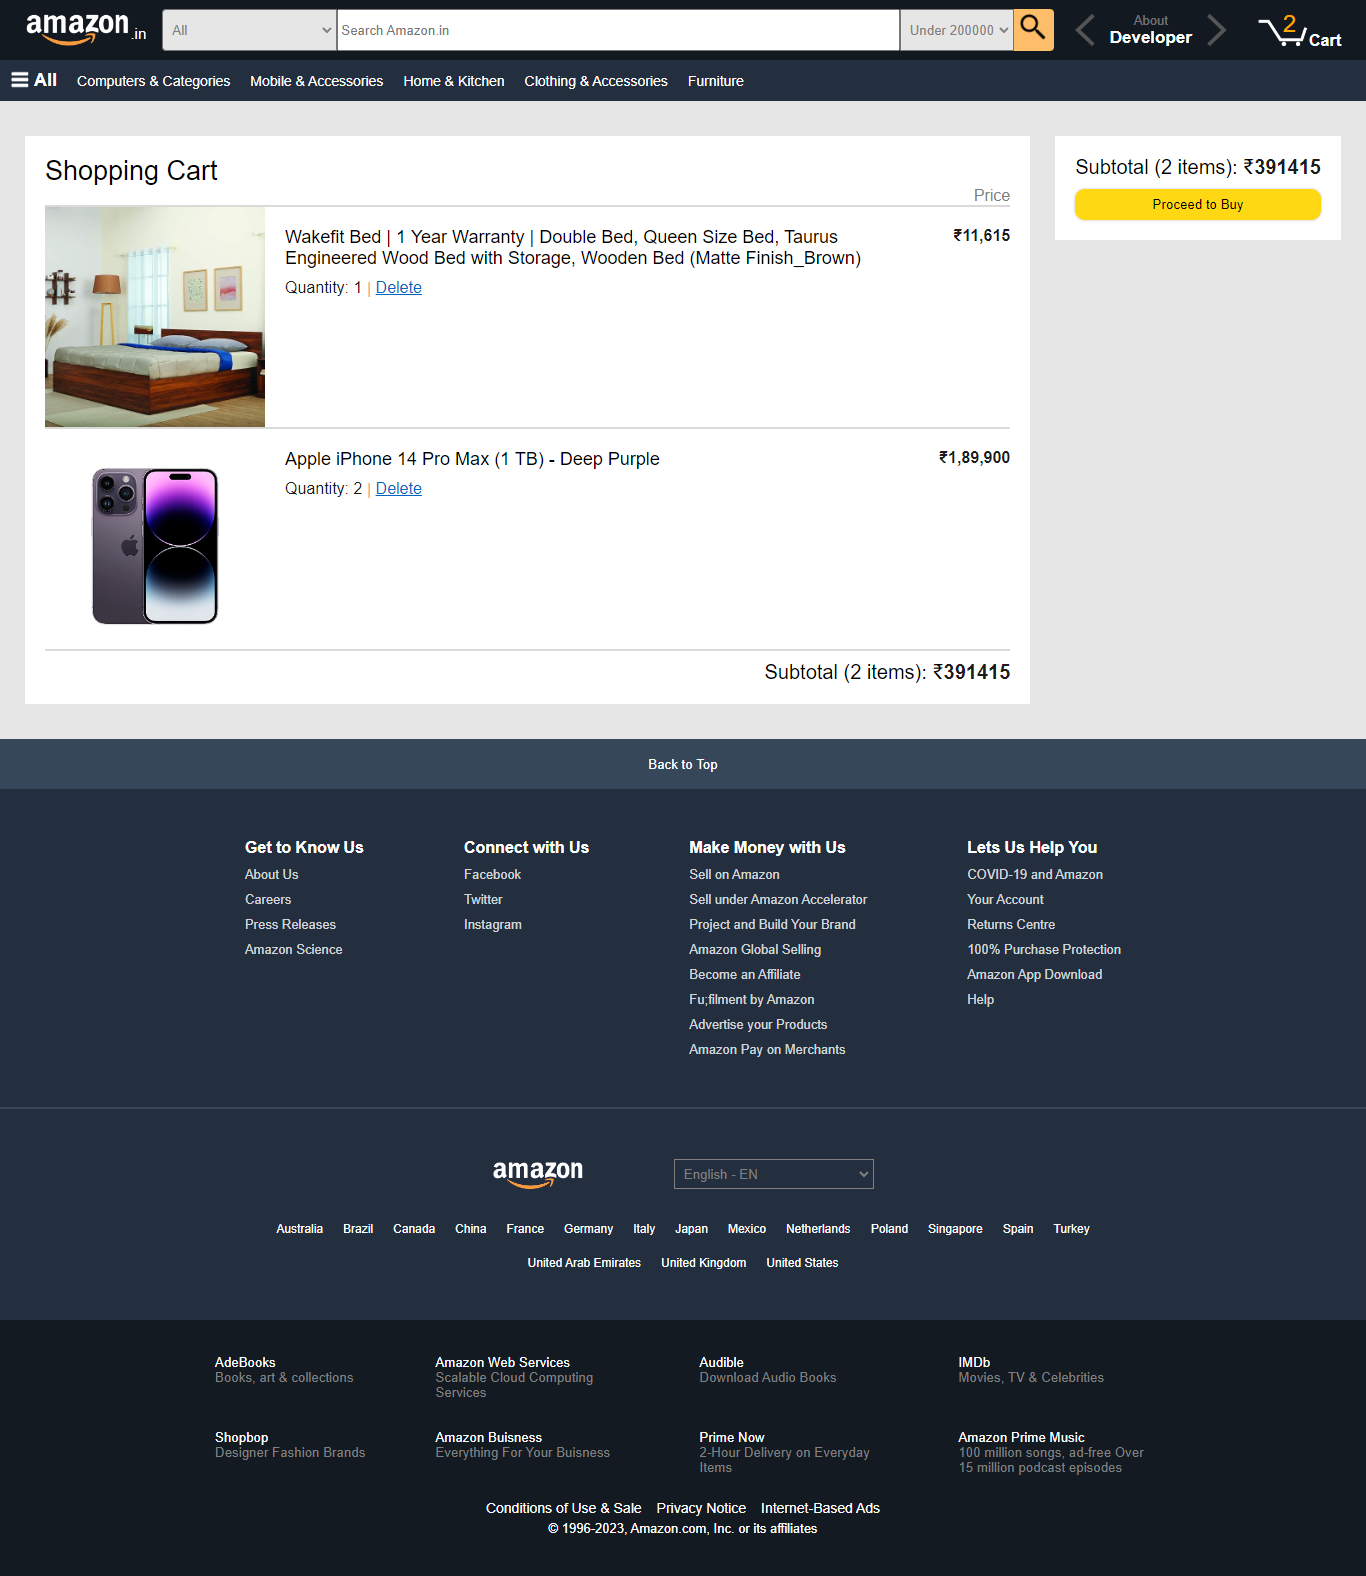 amazon.in
All
Search Amazon.in
Under 200000
About
Developer
2
Cart
All
Computers & Categories
Mobile & Accessories
Home & Kitchen
Clothing & Accessories
Furniture
Shopping Cart
Price
Wakefit Bed | 1 Year Warranty | Double Bed, Queen Size Bed, Taurus
Engineered Wood Bed with Storage, Wooden Bed (Matte Finish_Brown)
₹11,615
Quantity: 1 | Delete
Apple iPhone 14 Pro Max (1 TB) - Deep Purple
₹1,89,900
Quantity: 2 | Delete
Subtotal (2 items): ₹391415
Subtotal (2 items): ₹391415
Proceed to Buy
Back to Top
Get to Know Us
About Us
Careers
Press Releases
Amazon Science
Connect with Us
Facebook
Twitter
Instagram
Make Money with Us
Sell on Amazon
Sell under Amazon Accelerator
Project and Build Your Brand
Amazon Global Selling
Become an Affiliate
Fu;filment by Amazon
Advertise your Products
Amazon Pay on Merchants
Lets Us Help You
COVID-19 and Amazon
Your Account
Returns Centre
100% Purchase Protection
Amazon App Download
Help
amazon
English - EN
Australia Brazil Canada China France Germany Italy Japan Mexico Netherlands Poland Singapore Spain Turkey
United Arab Emirates United Kingdom United States
AdeBooks
Books, art & collections
Amazon Web Services
Scalable Cloud Computing
Services
Audible
Download Audio Books
IMDb
Movies, TV & Celebrities
Shopbop
Designer Fashion Brands
Amazon Buisness
Everything For Your Buisness
Prime Now
2-Hour Delivery on Everyday
Items
Amazon Prime Music
100 million songs, ad-free Over
15 million podcast episodes
Conditions of Use & Sale Privacy Notice Internet-Based Ads
© 1996-2023, Amazon.com, Inc. or its affiliates